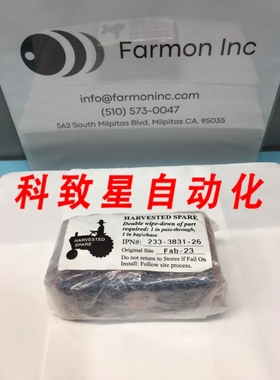 Farmon Inc
info@farmoninc.com
(510) 573-0047
562 South Milpitas Blvd, Milpitas CA, 95035
科致星自动化
HARVESTED SPARE
HARVESTED SPARE
Double wipe-down of part
required: 1 in pass-through,
1 in bay/chase
IPN#: 233-3831-26
Original Site Fab-23
Do not return to Stores if Fail On
Install: Follow site process.